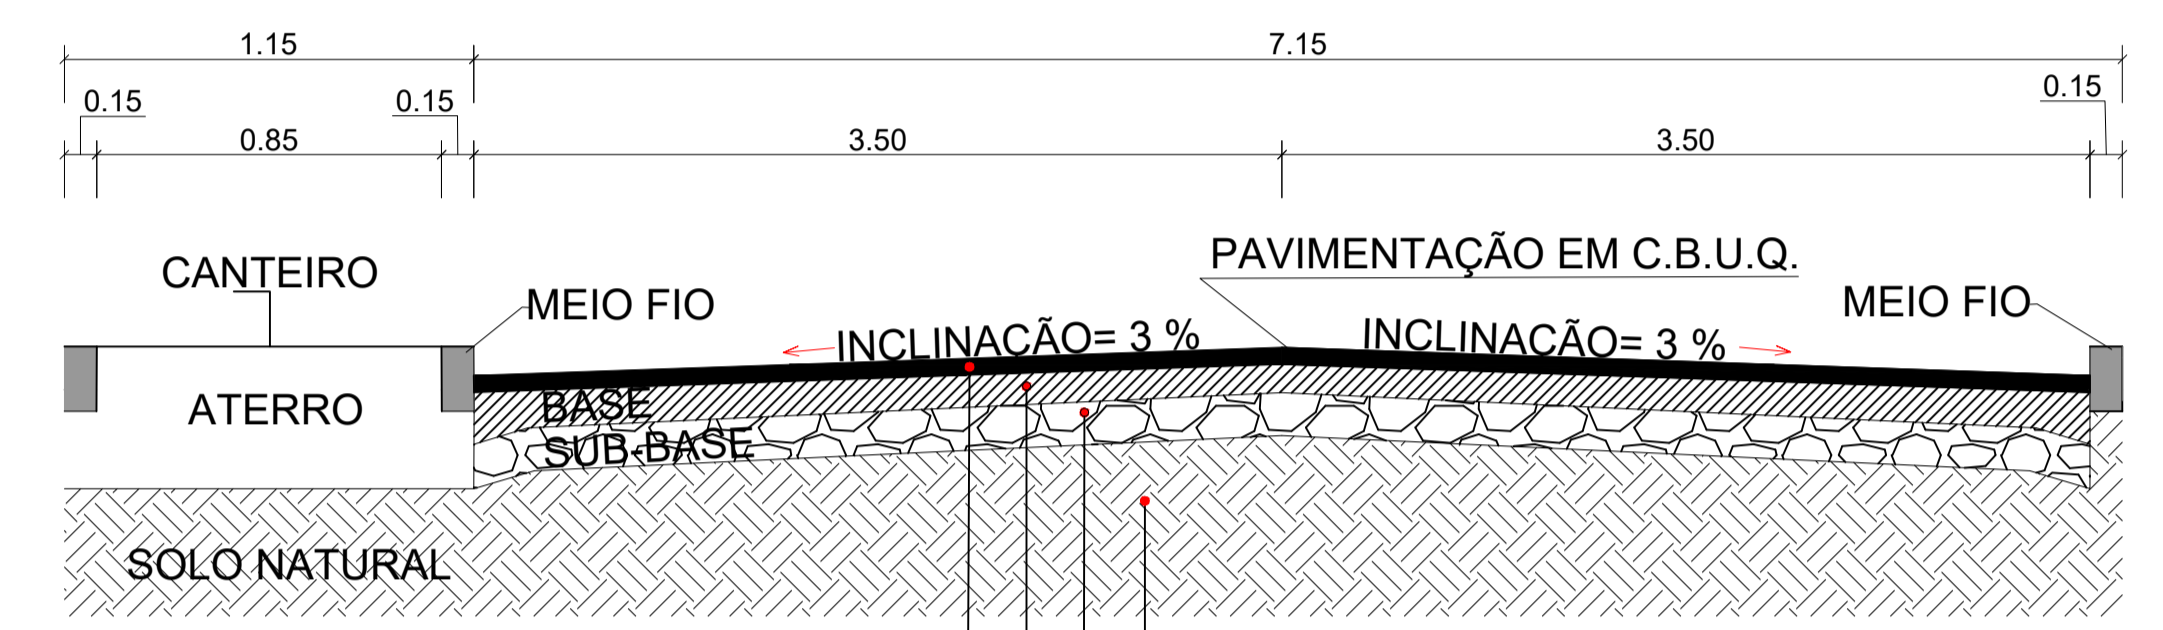 1.15
7.15
0.15
0.15
0.15
0.85
3.50
3.50
PAVIMENTAÇÃO EM C.B.U.Q.
CANTEIRO
MEIO FIO
MEIO FIO
INCLINAÇÃO= 3 %
INCLINAÇÃO= 3 %
ATERRO
BASE
SUB-BASE
SOLO NATURAL